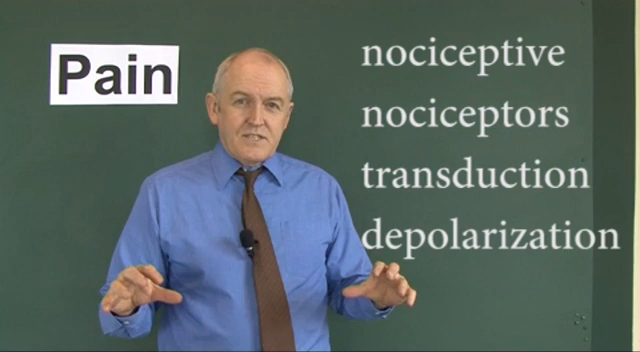 Pain
nociceptive
nociceptors
transduction
depolarization